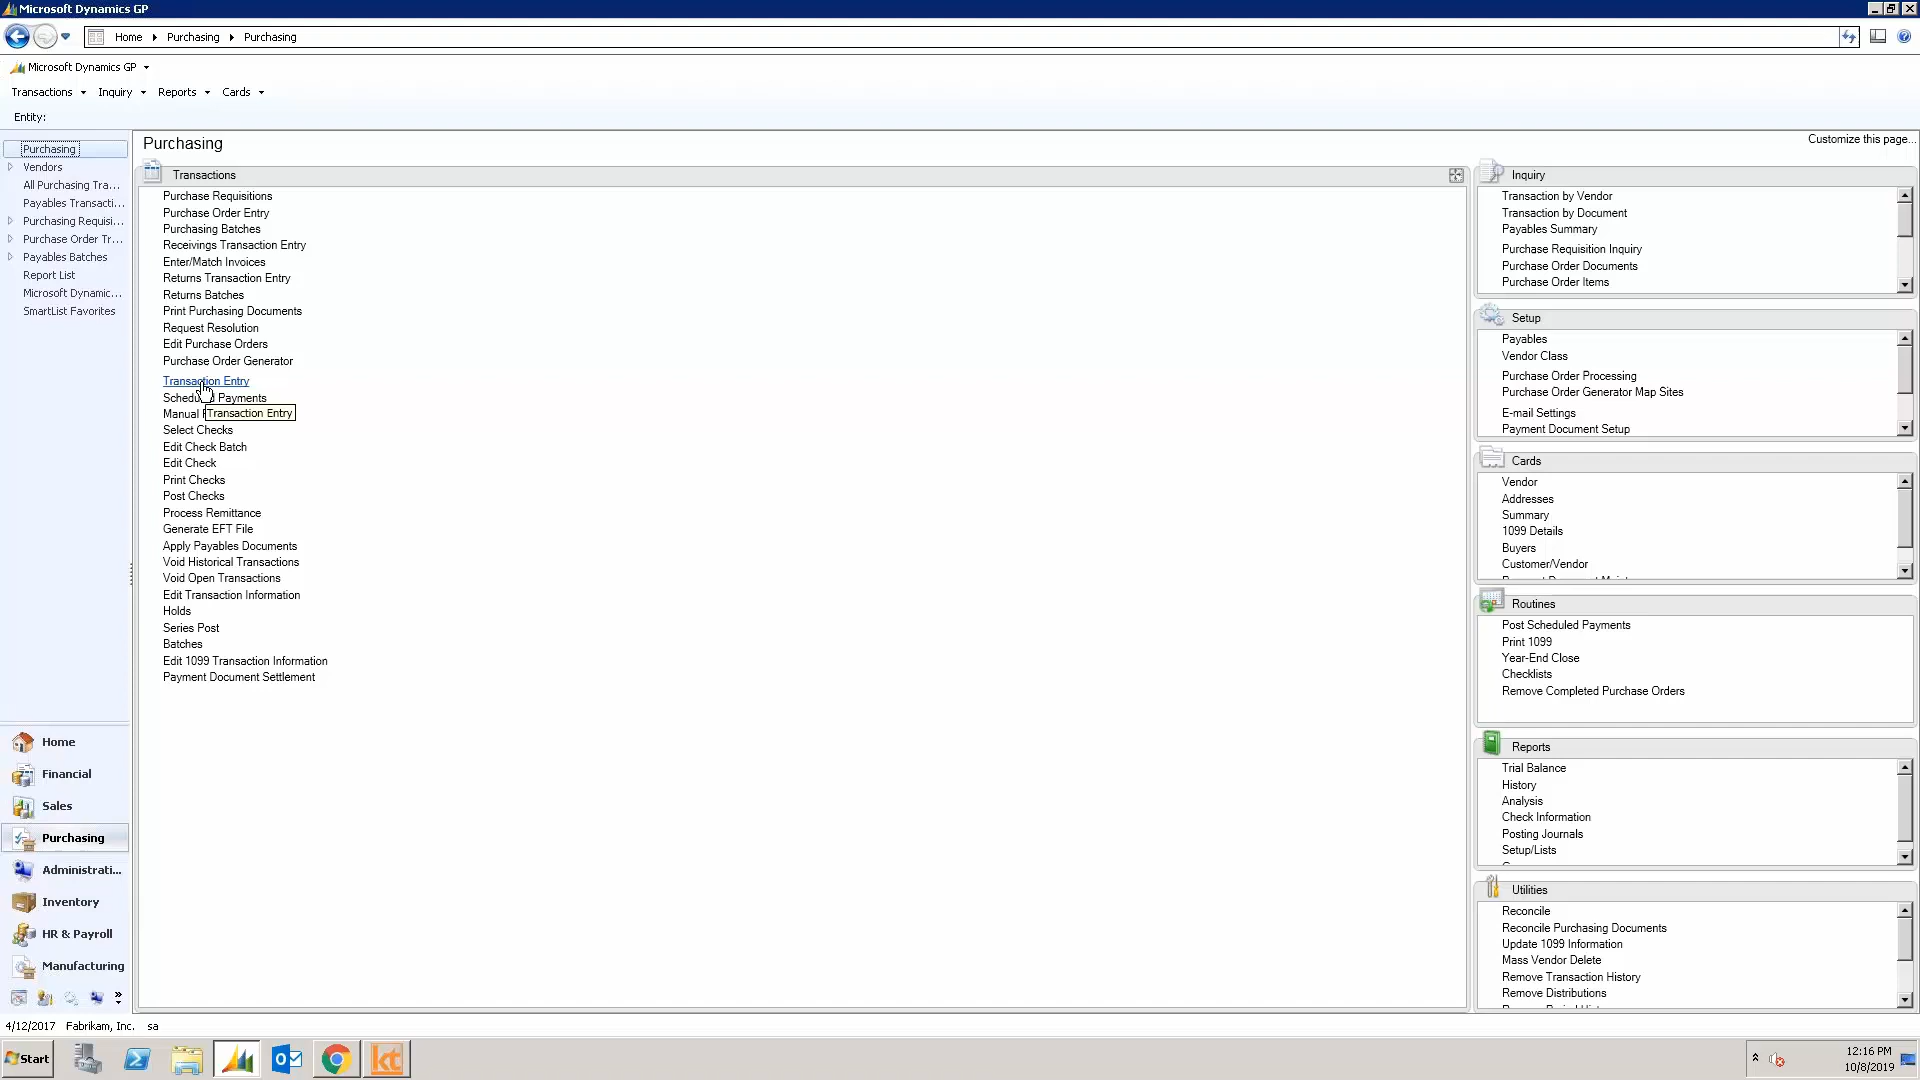 Microsoft Dynamics GP
Home Purchasing Purchasing
Microsoft Dynamics GP
Transactions Inquiry Reports Cards
Entity:
Purchasing
Vendors
All Purchasing Tra...
Payables Transacti...
Purchasing Requisi...
Purchase Order Tr...
Payables Batches
Report List
Microsoft Dynamic...
SmartList Favorites
Home
Financial
Sales
Purchasing
Administrati...
Inventory
HR & Payroll
Manufacturing
Purchasing
Customize this page...
Transactions
Purchase Requisitions
Purchase Order Entry
Purchasing Batches
Receivings Transaction Entry
Enter/Match Invoices
Returns Transaction Entry
Returns Batches
Print Purchasing Documents
Request Resolution
Edit Purchase Orders
Purchase Order Generator
Transaction Entry
Scheduled Payments
Manual
Transaction Entry
Select Checks
Edit Check Batch
Edit Check
Print Checks
Post Checks
Process Remittance
Generate EFT File
Apply Payables Documents
Void Historical Transactions
Void Open Transactions
Edit Transaction Information
Holds
Series Post
Batches
Edit 1099 Transaction Information
Payment Document Settlement
Inquiry
Transaction by Vendor
Transaction by Document
Payables Summary
Purchase Requisition Inquiry
Purchase Order Documents
Purchase Order Items
Setup
Payables
Vendor Class
Purchase Order Processing
Purchase Order Generator Map Sites
E-mail Settings
Payment Document Setup
Cards
Vendor
Addresses
Summary
1099 Details
Buyers
Customer/Vendor
Routines
Post Scheduled Payments
Print 1099
Year-End Close
Checklists
Remove Completed Purchase Orders
Reports
Trial Balance
History
Analysis
Check Information
Posting Journals
Setup/Lists
Utilities
Reconcile
Reconcile Purchasing Documents
Update 1099 Information
Mass Vendor Delete
Remove Transaction History
Remove Distributions
4/12/2017 Fabrikam, Inc. sa
Start
kt
12:16 PM
10/8/2019